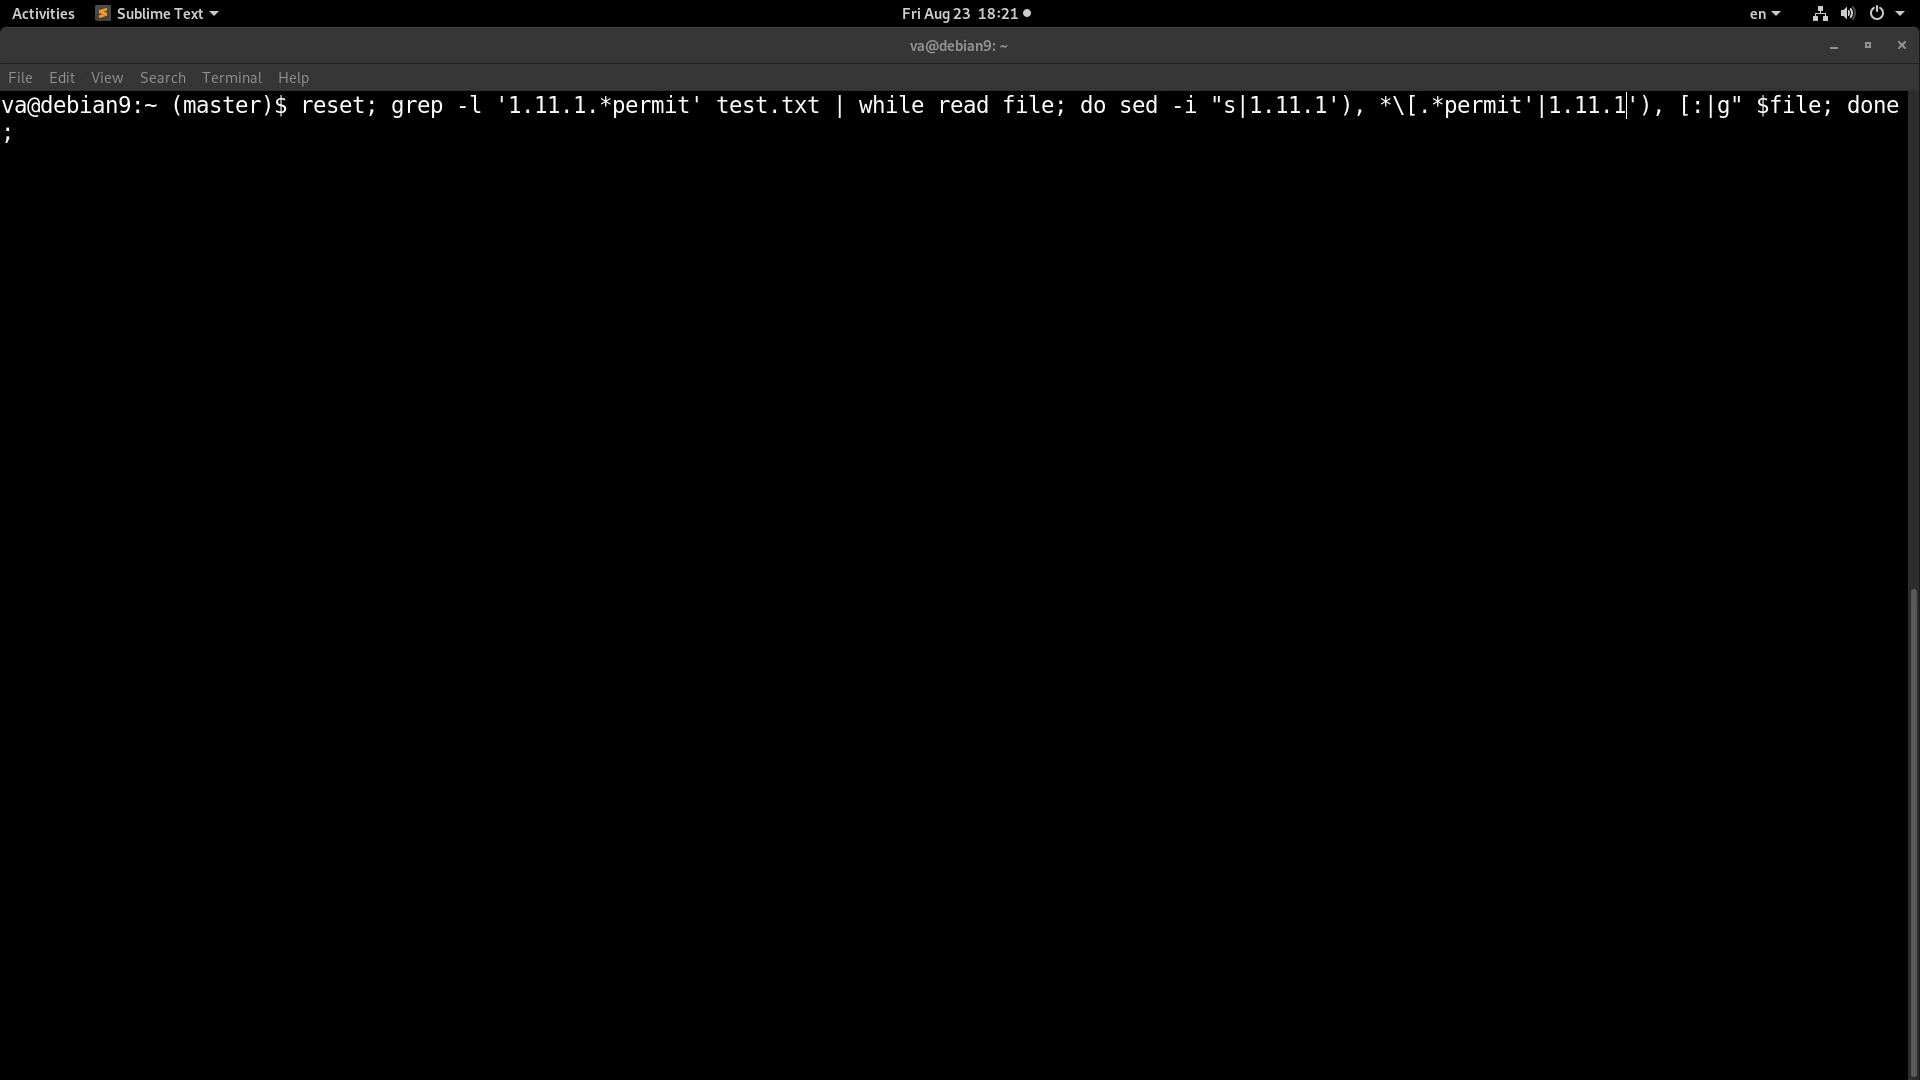 Activities Sublime Text Fri Aug 23 18:21 en
va@debian9: ~
File Edit View Search Terminal Help
va@debian9:~ (master)$ reset; grep -l '1.11.1.*permit' test.txt | while read file; do sed -i "s|1.11.1'), *\[.*permit'|1.11.1'), [:|g" $file; done
;